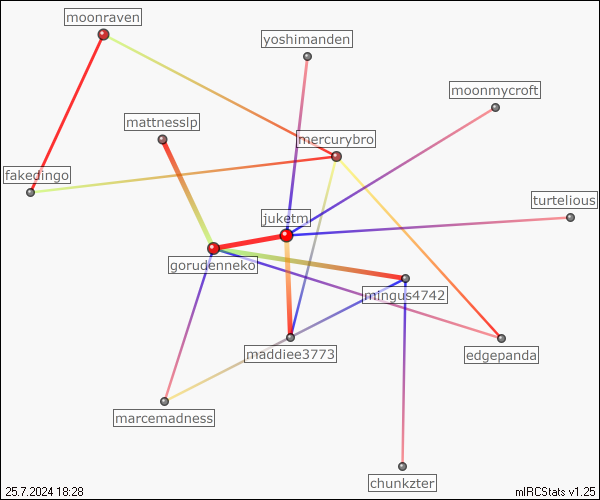 moonraven
yoshimanden
moonmycroft
mattnesslp
mercurybro
fakedingo
turtelious
juketm
gorudenneko
mingus4742
maddiee3773
edgepanda
marcemadness
chunkzter
25.7.2024 18:28
mIRCStats v1.25